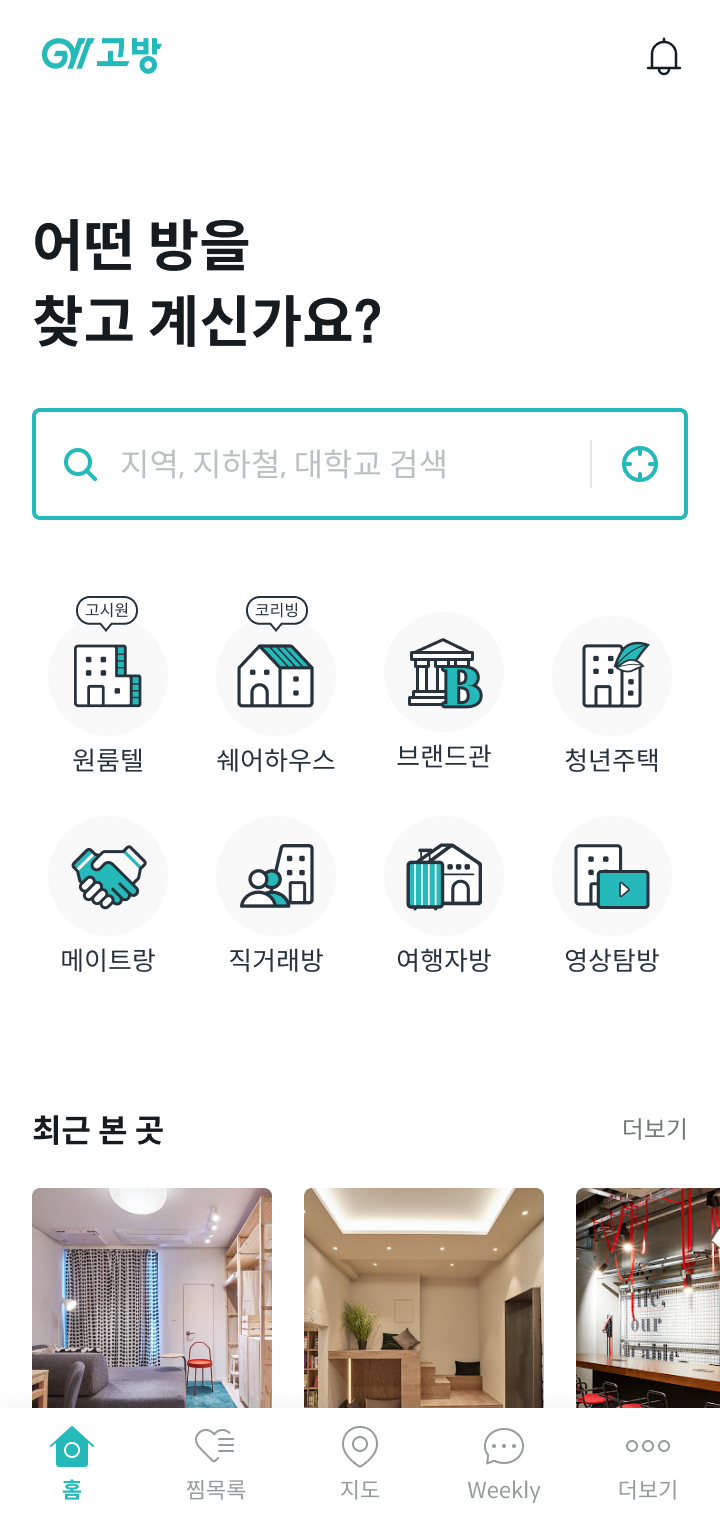 고방
어떤 방을
찾고 계신가요?
지역, 지하철, 대학교 검색
고시원
코리빙
원룸텔
쉐어하우스
B
브랜드관
청년주택
메이트랑
직거래방
여행자방
영상탐방
최근 본 곳
더보기
life,
our
홈
찜목록
지도
Weekly
더보기